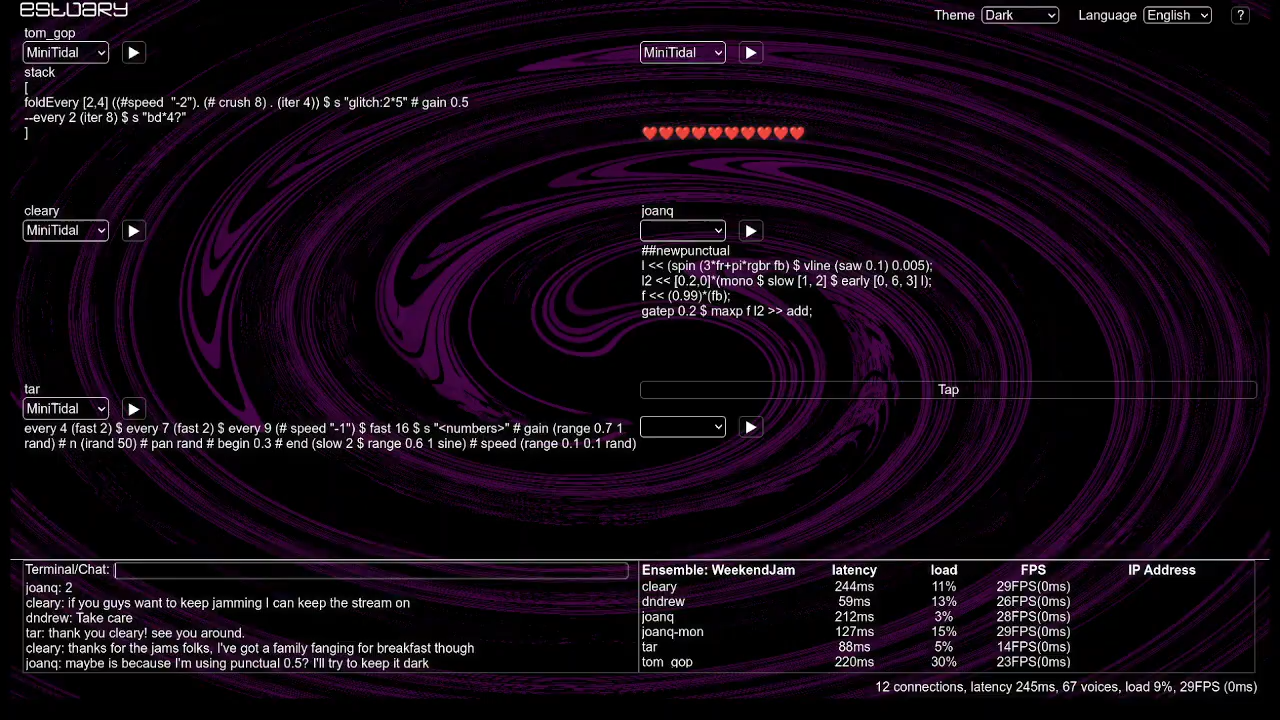 estuary
Theme Dark Language English ?
tom_gop
MiniTidal
stack
[
foldEvery [2,4] ((#speed "-2"). (# crush 8) . (iter 4)) $ s "glitch:2*5" # gain 0.5
--every 2 (iter 8) $ s "bd*4?"
]
MiniTidal
❤️❤️❤️❤️❤️❤️❤️❤️❤️❤️
cleary
MiniTidal
joanq
##newpunctual
l << (spin (3*fr+pi*rgbr fb) $ vline (saw 0.1) 0.005);
l2 << [0.2,0]*(mono $ slow [1, 2] $ early [0, 6, 3] l);
f << (0.99)*(fb);
gatep 0.2 $ maxp f l2 >> add;
tar
MiniTidal
every 4 (fast 2) $ every 7 (fast 2) $ every 9 (# speed "-1") $ fast 16 $ s "<numbers>" # gain (range 0.7 1
rand) # n (irand 50) # pan rand # begin 0.3 # end (slow 2 $ range 0.6 1 sine) # speed (range 0.1 0.1 rand)
Tap
Terminal/Chat:
joanq: 2
cleary: if you guys want to keep jamming I can keep the stream on
dndrew: Take care
tar: thank you cleary! see you around.
cleary: thanks for the jams folks, I've got a family fanging for breakfast though
joanq: maybe is because I'm using punctual 0.5? I'll try to keep it dark
Ensemble: WeekendJam latency load FPS IP Address
cleary 244ms 11% 29FPS(0ms)
dndrew 59ms 13% 26FPS(0ms)
joanq 212ms 3% 28FPS(0ms)
joanq-mon 127ms 15% 29FPS(0ms)
tar 88ms 5% 14FPS(0ms)
tom_gop 220ms 30% 23FPS(0ms)
12 connections, latency 245ms, 67 voices, load 9%, 29FPS (0ms)